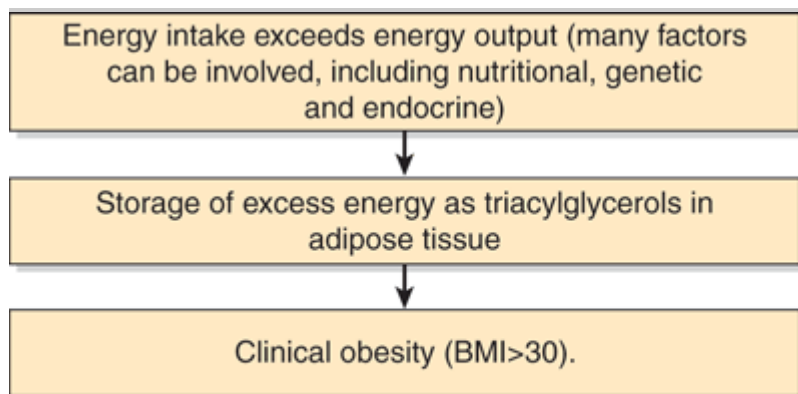 Energy intake exceeds energy output (many factors
can be involved, including nutritional, genetic
and endocrine)
Storage of excess energy as triacylglycerols in
adipose tissue
Clinical obesity (BMI>30).